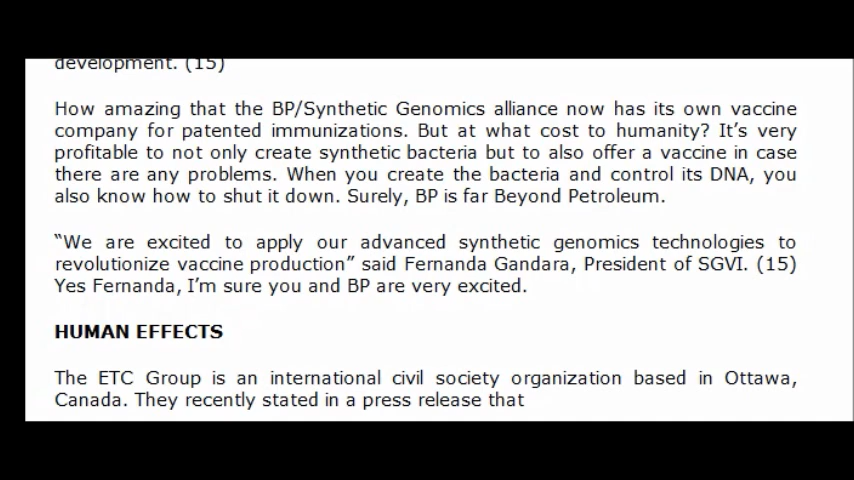 development. (15)
How amazing that the BP/Synthetic Genomics alliance now has its own vaccine
company for patented immunizations. But at what cost to humanity? It’s very
profitable to not only create synthetic bacteria but to also offer a vaccine in case
there are any problems. When you create the bacteria and control its DNA, you
also know how to shut it down. Surely, BP is far Beyond Petroleum.
“We are excited to apply our advanced synthetic genomics technologies to
revolutionize vaccine production” said Fernanda Gandara, President of SGVI. (15)
Yes Fernanda, I’m sure you and BP are very excited.
HUMAN EFFECTS
The ETC Group is an international civil society organization based in Ottawa,
Canada. They recently stated in a press release that